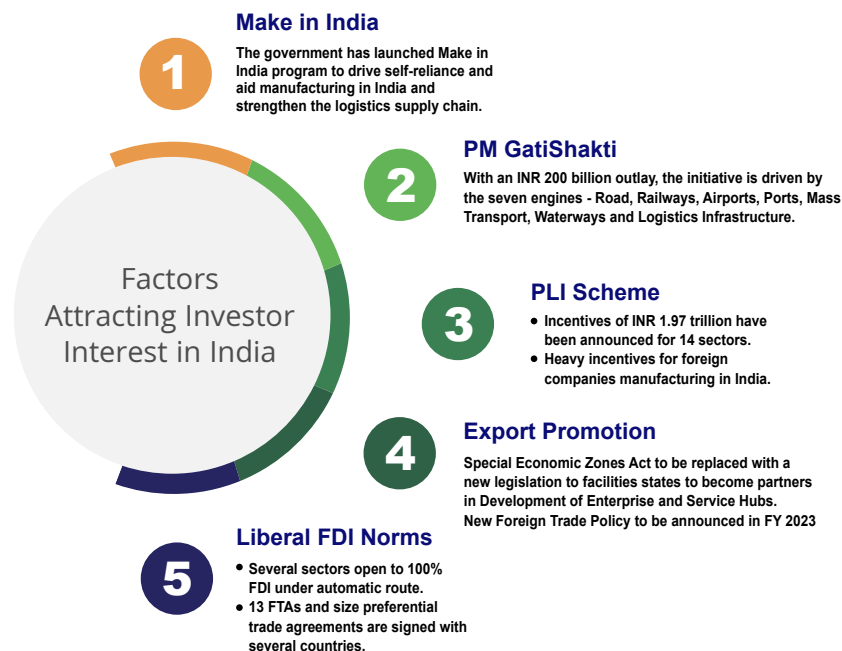 Make in India
1
The government has launched Make in
India program to drive self-reliance and
aid manufacturing in India and
strengthen the logistics supply chain.
PM GatiShakti
2
With an INR 200 billion outlay, the initiative is driven by
the seven engines - Road, Railways, Airports, Ports, Mass
Transport, Waterways and Logistics Infrastructure.
Factors
Attracting Investor
Interest in India
PLI Scheme
3
• Incentives of INR 1.97 trillion have
been announced for 14 sectors.
• Heavy incentives for foreign
companies manufacturing in India.
Export Promotion
4
Special Economic Zones Act to be replaced with a
new legislation to facilities states to become partners
in Development of Enterprise and Service Hubs.
New Foreign Trade Policy to be announced in FY 2023
Liberal FDI Norms
5
• Several sectors open to 100%
FDI under automatic route.
• 13 FTAs and size preferential
trade agreements are signed with
several countries.